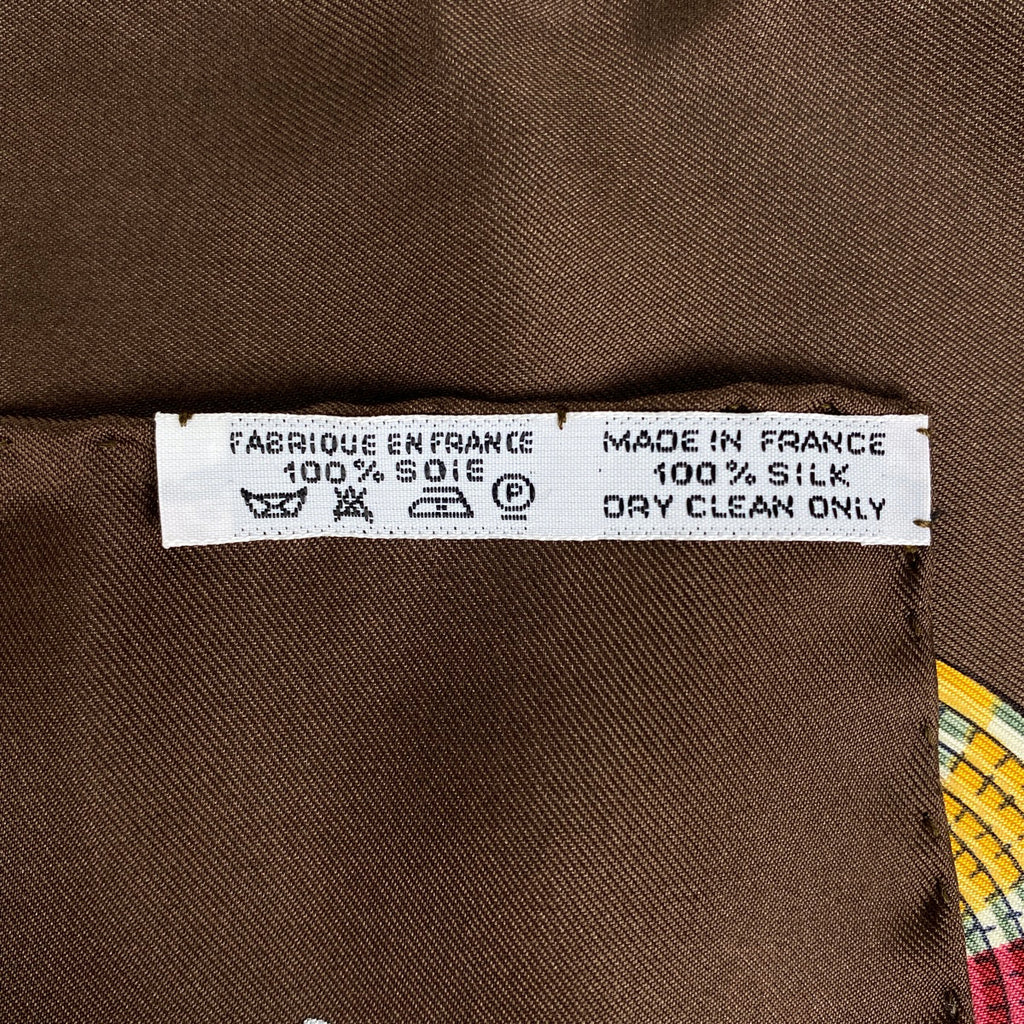 FABRIQUE EN FRANCE
100% SOIE
P
MADE IN FRANCE
100% SILK
DRY CLEAN ONLY